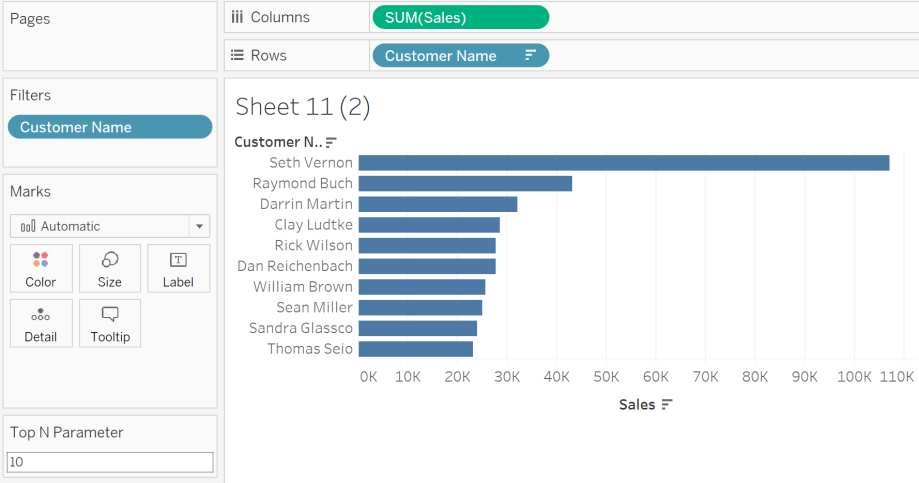 Pages
Columns
SUM(Sales)
Rows
Customer Name
Filters
Customer Name
Marks
Automatic
Color
Size
Label
Detail
Tooltip
Top N Parameter
10
Sheet 11 (2)
Customer N..
Seth Vernon
Raymond Buch
Darrin Martin
Clay Ludtke
Rick Wilson
Dan Reichenbach
William Brown
Sean Miller
Sandra Glassco
Thomas Seio
0K 10K 20K 30K 40K 50K 60K 70K 80K 90K 100K 110K
Sales